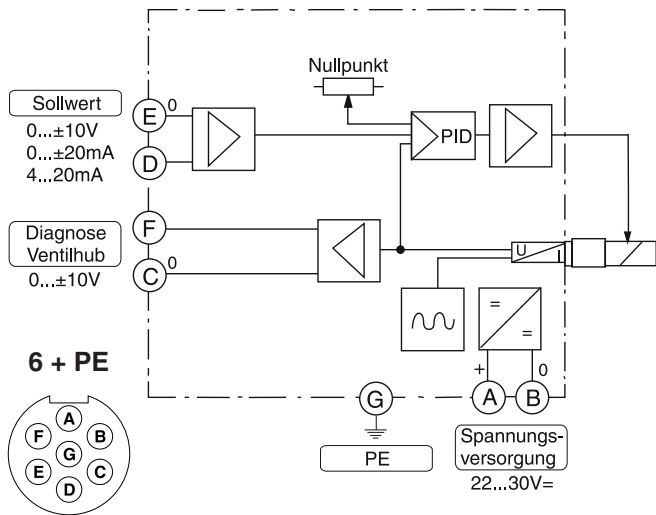 Nullpunkt
Sollwert
0...±10V
0...±20mA
4...20mA
E 0
D
PID
Diagnose
Ventilhub
0...±10V
F
C 0
U
I
=
=
+ 0
A B
G
PE
Spannungs-
versorgung
22...30V=
6 + PE
A
F B
G
E C
D